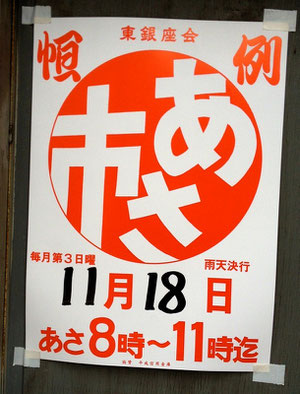 東銀座会
恒例
あさ市
毎月第3日曜
雨天決行
11月18日
あさ8時～11時迄